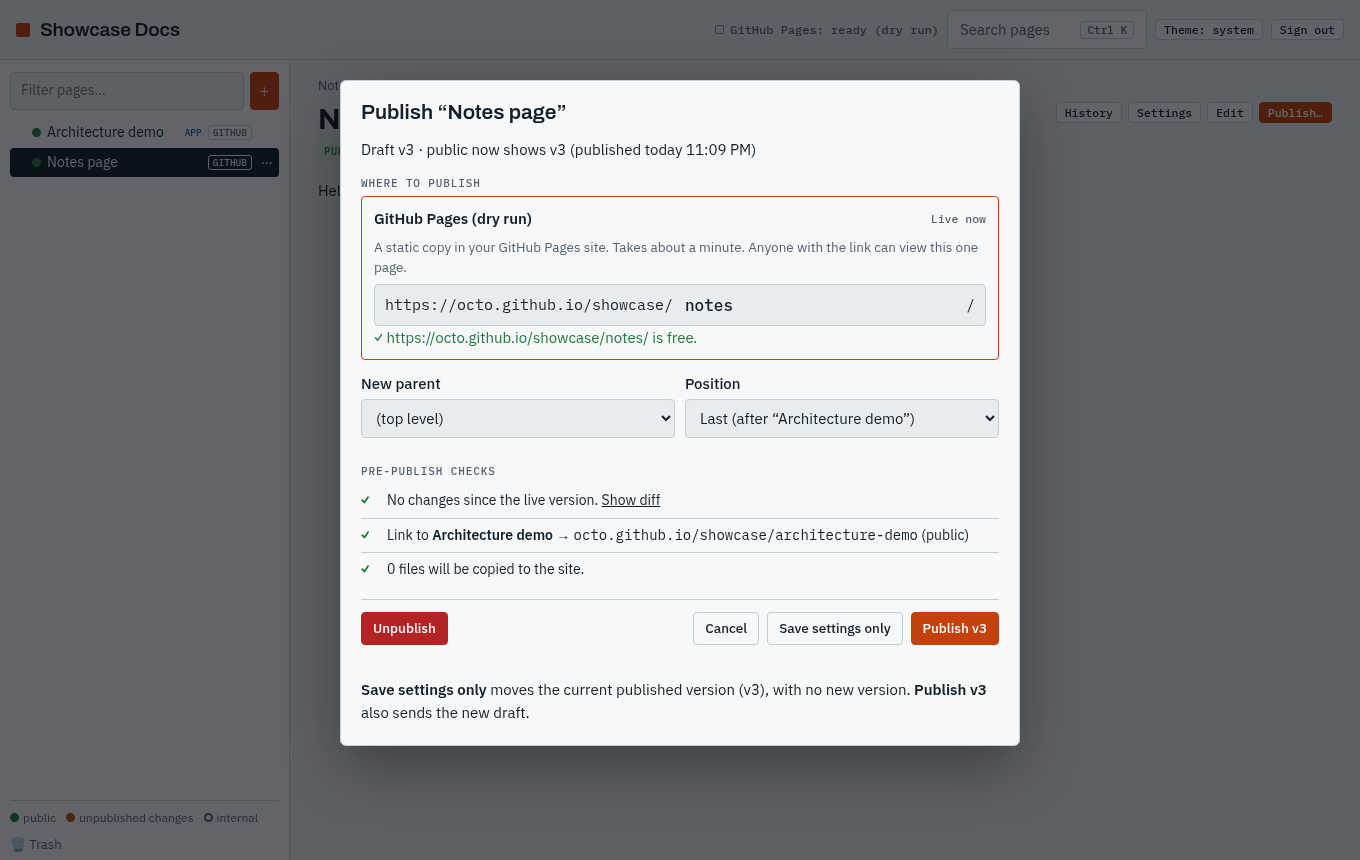 Showcase Docs
GitHub Pages: ready (dry run)
Search pages
Ctrl K
Theme: system
Sign out
Filter pages...
+
Architecture demo
APP
GITHUB
Notes page
GITHUB
...
History
Settings
Edit
Publish…
Publish “Notes page”
Draft v3 · public now shows v3 (published today 11:09 PM)
WHERE TO PUBLISH
GitHub Pages (dry run)
Live now
A static copy in your GitHub Pages site. Takes about a minute. Anyone with the link can view this one
page.
https://octo.github.io/showcase/ notes /
✓ https://octo.github.io/showcase/notes/ is free.
New parent
Position
(top level)
Last (after “Architecture demo”)
PRE-PUBLISH CHECKS
✓ No changes since the live version. Show diff
✓ Link to Architecture demo → octo.github.io/showcase/architecture-demo (public)
✓ 0 files will be copied to the site.
Unpublish
Cancel
Save settings only
Publish v3
Save settings only moves the current published version (v3), with no new version. Publish v3
also sends the new draft.
public
unpublished changes
internal
Trash